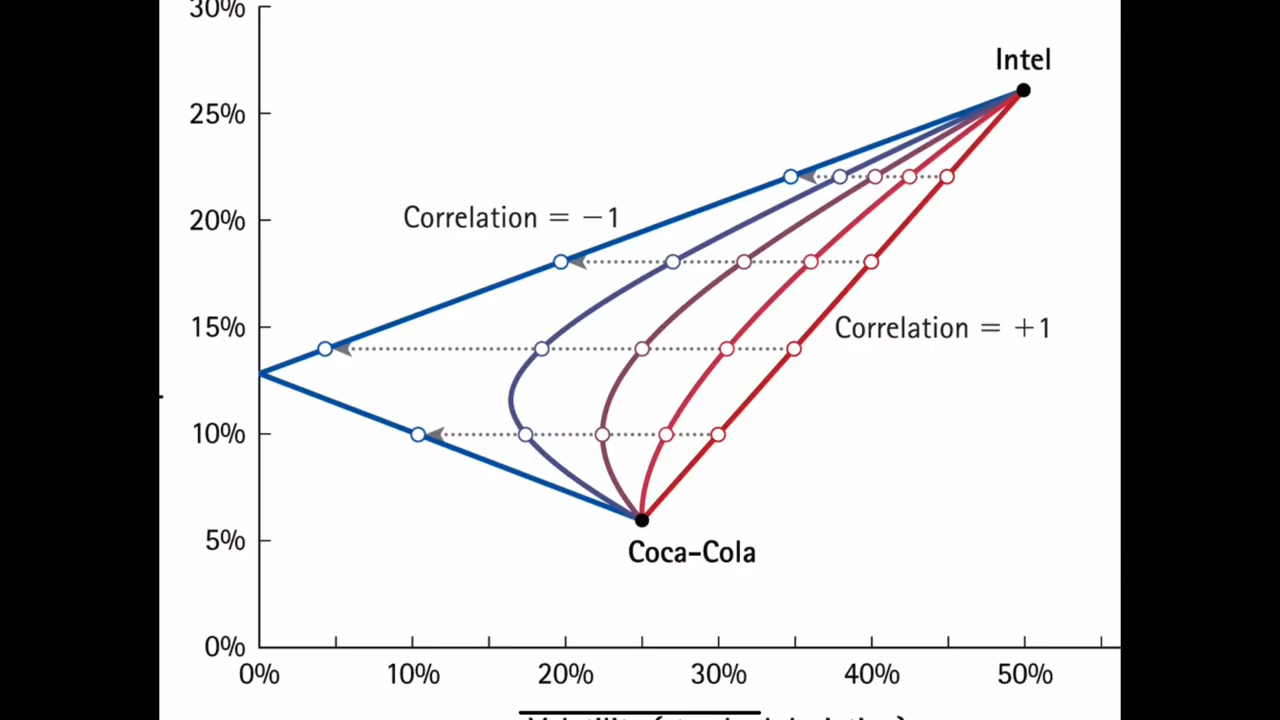 30%
Intel
25%
Correlation = −1
20%
Correlation = +1
15%
10%
5%
Coca-Cola
0%
0% 10% 20% 30% 40% 50%